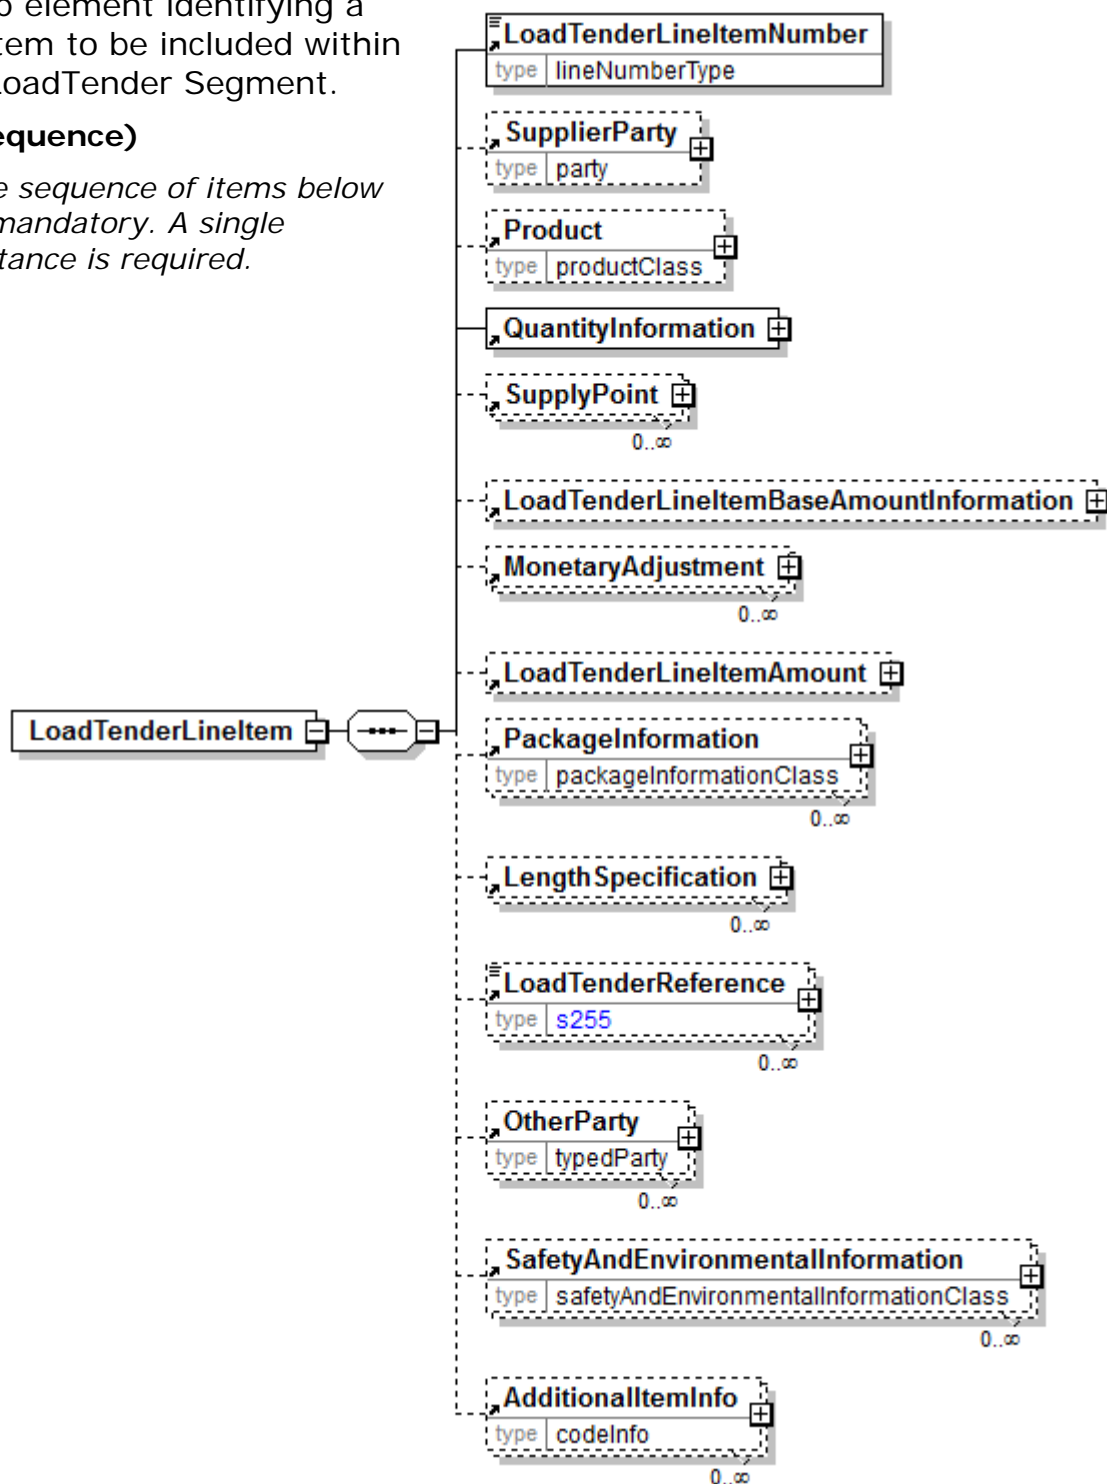 o element identifying a
tem to be included within
LoadTender Segment.
equence)
e sequence of items below
mandatory. A single
tance is required.
LoadTenderLineItemNumber
type lineNumberType
SupplierParty
type party
Product
type productClass
QuantityInformation
SupplyPoint
0..∞
LoadTenderLineItemBaseAmountInformation
MonetaryAdjustment
0..∞
LoadTenderLineItemAmount
LoadTenderLineItem
PackageInformation
type packageInformationClass
0..∞
LengthSpecification
0..∞
LoadTenderReference
type s255
0..∞
OtherParty
type typedParty
0..∞
SafetyAndEnvironmentalInformation
type safetyAndEnvironmentalInformationClass
0..∞
AdditionalItemInfo
type codeInfo
0..∞